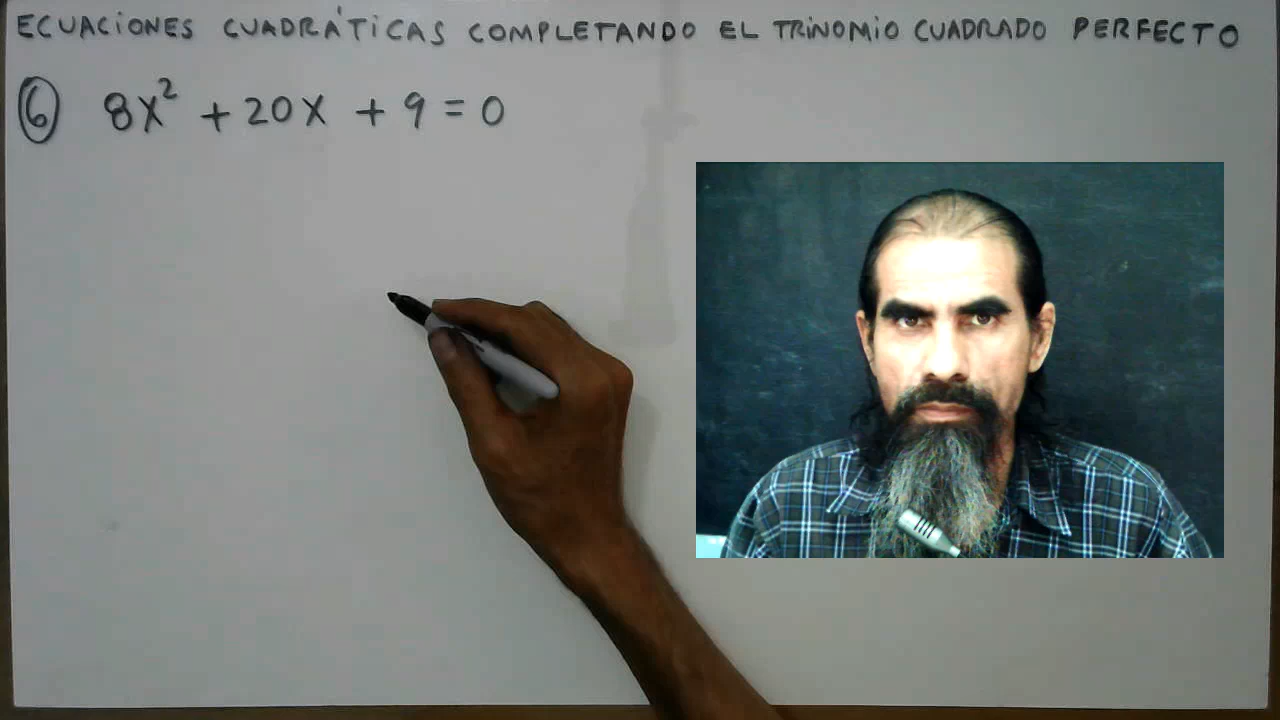 ECUACIONES CUADRÁTICAS COMPLETANDO EL TRINOMIO CUADRADO PERFECTO
6 8x² + 20x + 9 = 0